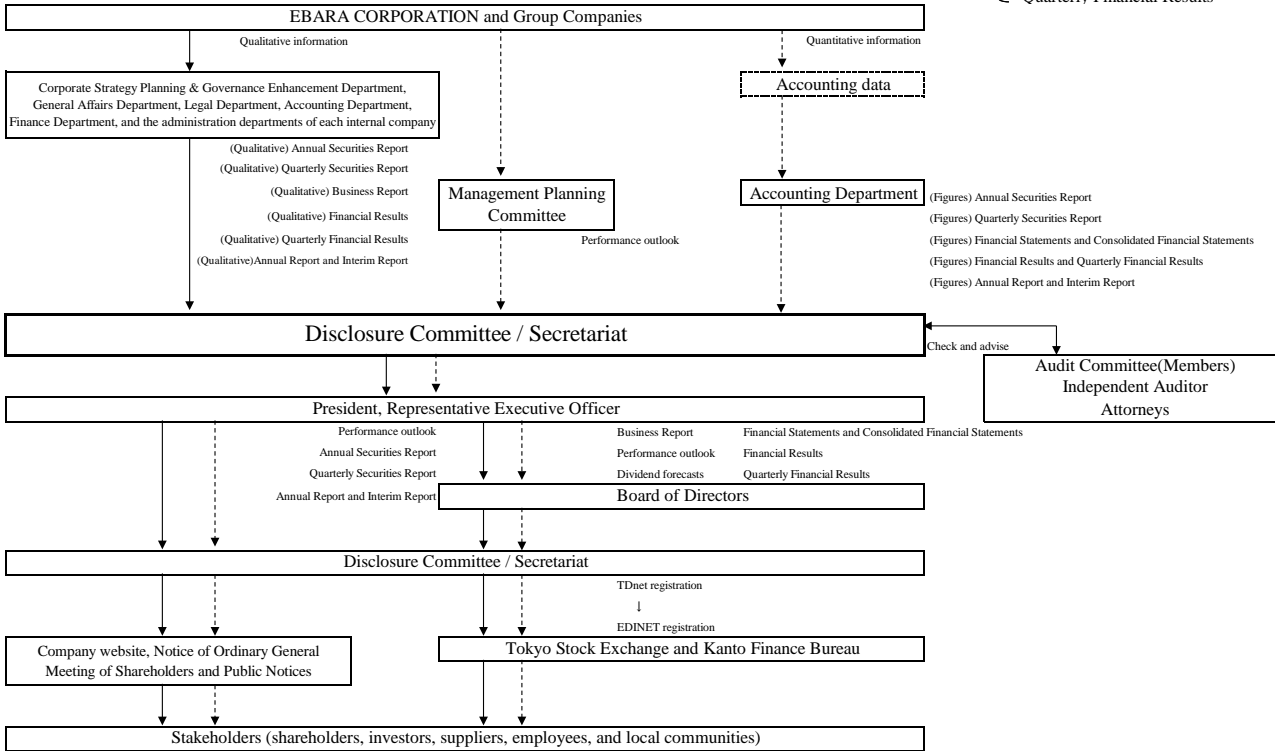 Quarterly Financial Results
EBARA CORPORATION and Group Companies
Qualitative information
Quantitative information
Corporate Strategy Planning & Governance Enhancement Department,
General Affairs Department, Legal Department, Accounting Department,
Finance Department, and the administration departments of each internal company
Accounting data
(Qualitative) Annual Securities Report
(Qualitative) Quarterly Securities Report
(Qualitative) Business Report
(Qualitative) Financial Results
(Qualitative) Quarterly Financial Results
(Qualitative)Annual Report and Interim Report
Management Planning
Committee
Performance outlook
Accounting Department
(Figures) Annual Securities Report
(Figures) Quarterly Securities Report
(Figures) Financial Statements and Consolidated Financial Statements
(Figures) Financial Results and Quarterly Financial Results
(Figures) Annual Report and Interim Report
Disclosure Committee / Secretariat
Check and advise
Audit Committee(Members)
Independent Auditor
Attorneys
President, Representative Executive Officer
Performance outlook
Annual Securities Report
Quarterly Securities Report
Annual Report and Interim Report
Business Report Financial Statements and Consolidated Financial Statements
Performance outlook Financial Results
Dividend forecasts Quarterly Financial Results
Board of Directors
Disclosure Committee / Secretariat
TDnet registration
↓
EDINET registration
Company website, Notice of Ordinary General
Meeting of Shareholders and Public Notices
Tokyo Stock Exchange and Kanto Finance Bureau
Stakeholders (shareholders, investors, suppliers, employees, and local communities)